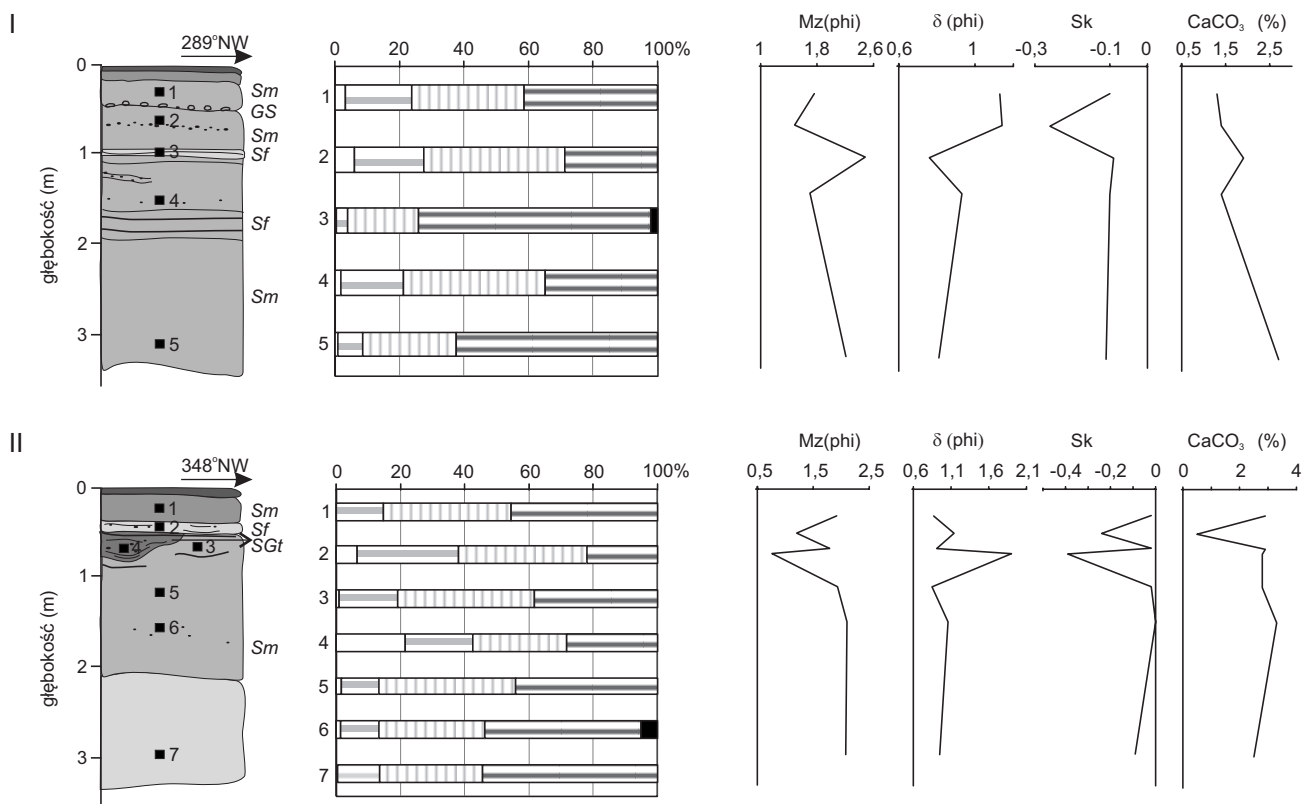 I
289°NW
0 20 40 60 80 100%
Mz(phi) δ (phi) Sk CaCO₃ (%)
1 1,8 2,6 0,6 1 -0,3 -0,1 0 0,5 1,5 2,5
głębokość (m)
0
1
2
3
1
2
3
4
5
Sm
GS
Sm
Sf
Sf
Sm
1
2
3
4
5
II
348°NW
0 20 40 60 80 100%
Mz(phi) δ (phi) Sk CaCO₃ (%)
0,5 1,5 2,5 0,6 1,1 1,6 2,1 -0,4 -0,2 0 0 2 4
głębokość (m)
0
1
2
3
1
2
4 3
5
6
7
Sm
Sf
SGt
Sm
1
2
3
4
5
6
7